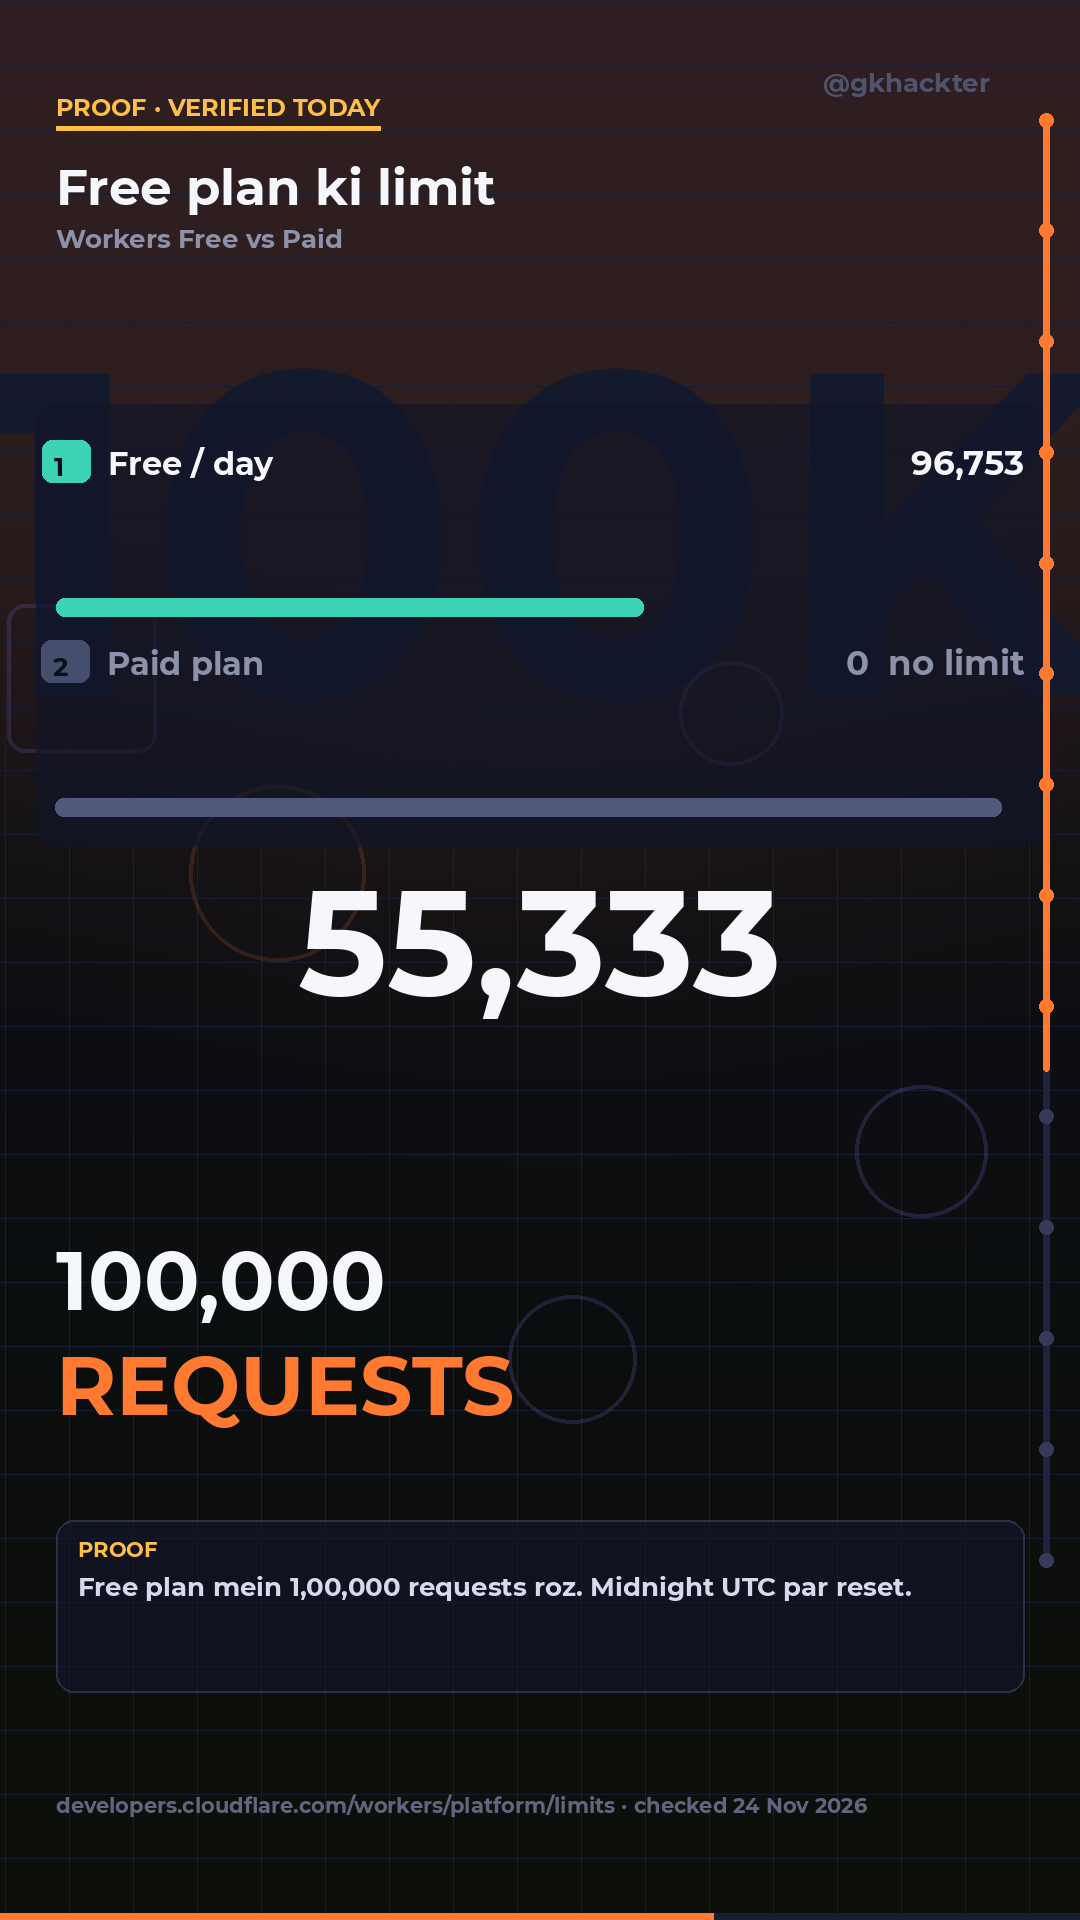 @gkhackter
PROOF · VERIFIED TODAY
Free plan ki limit
Workers Free vs Paid
100K
1 Free / day 96,753
2 Paid plan 0 no limit
55,333
100,000
REQUESTS
PROOF
Free plan mein 1,00,000 requests roz. Midnight UTC par reset.
developers.cloudflare.com/workers/platform/limits · checked 24 Nov 2026